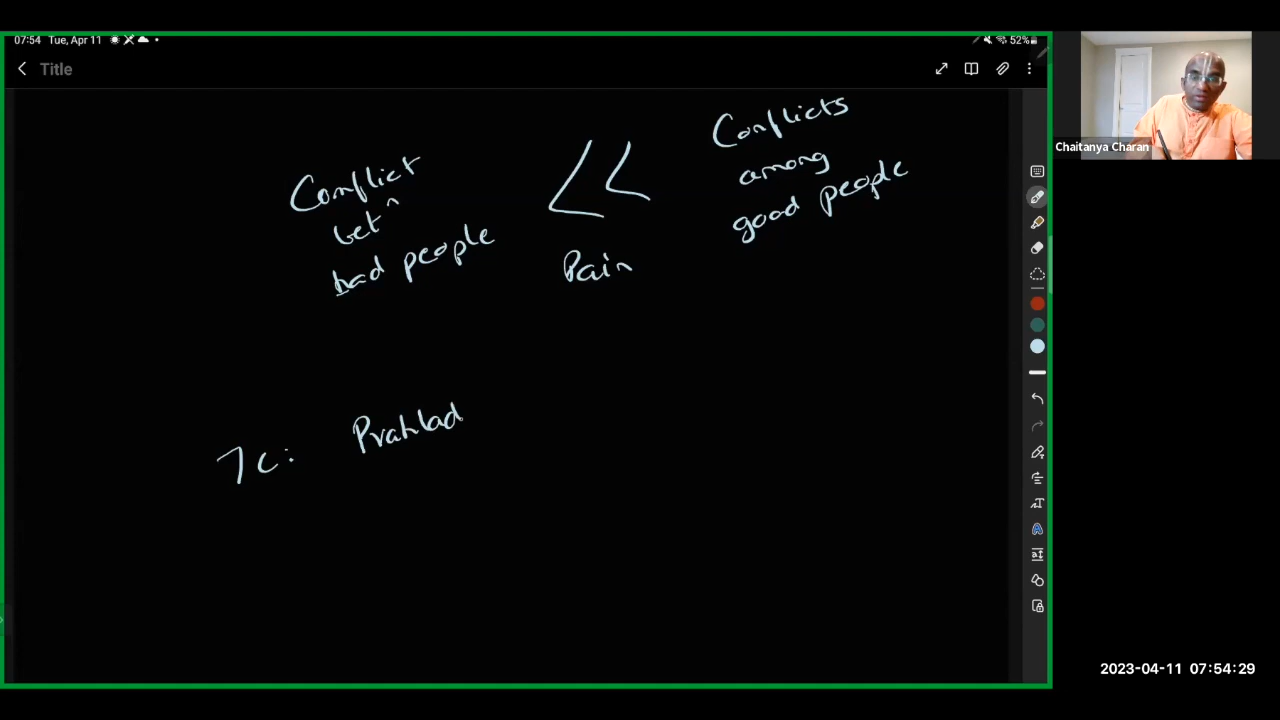 07:54 Tue, Apr 11
52%
Title
Conflict
betn
bad people
<<
Pain
Conflicts
among
good people
7c: Prahlad
Chaitanya Charan
2023-04-11 07:54:29